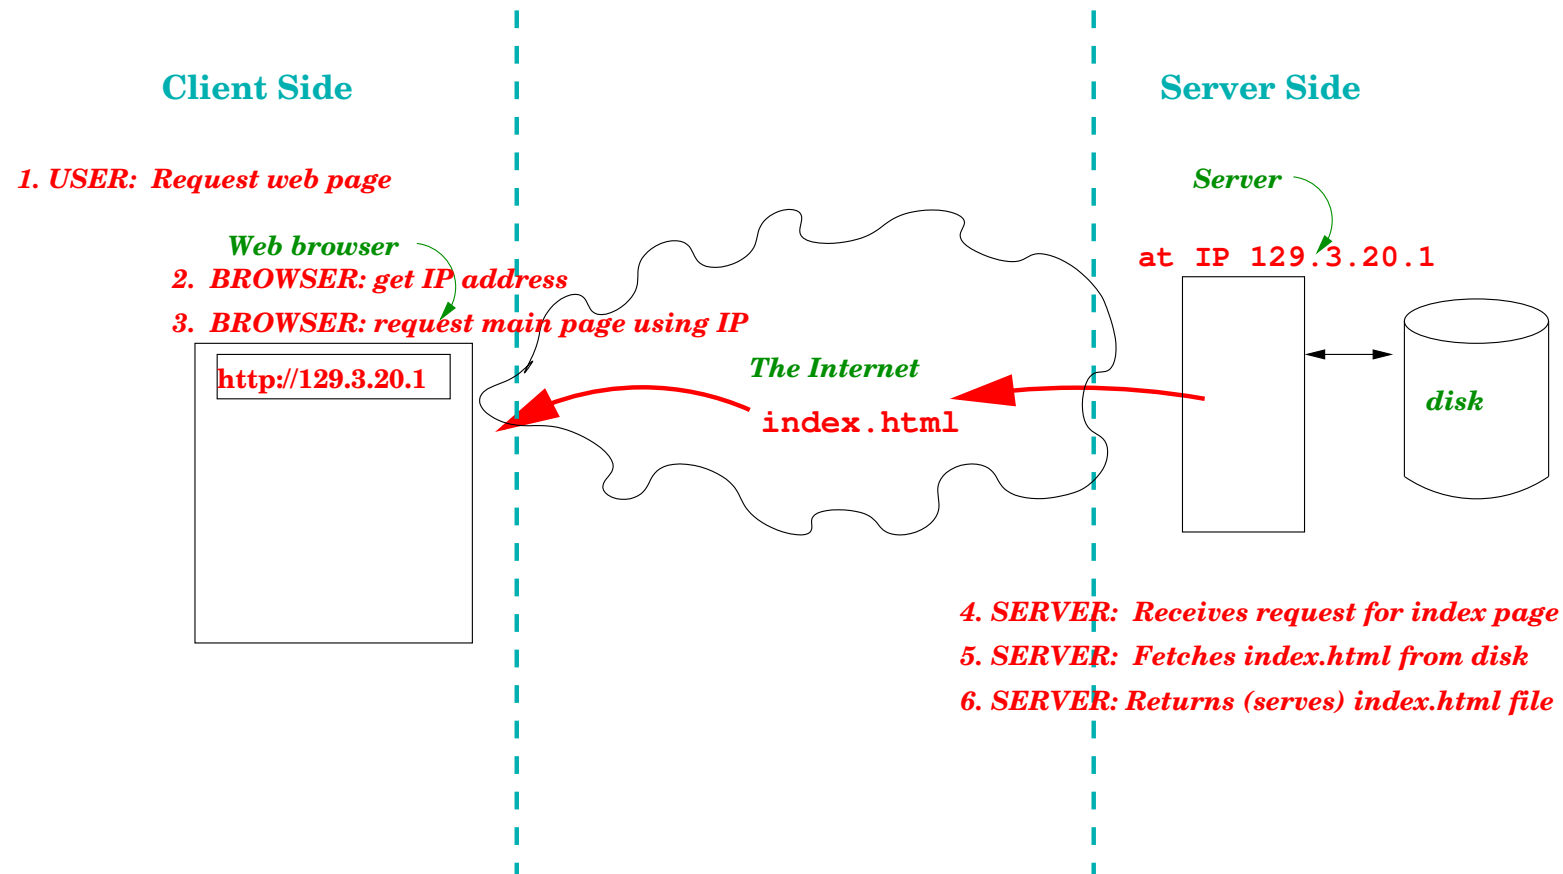 Client Side
Server Side
1. USER: Request web page
Server
Web browser
at IP 129.3.20.1
2. BROWSER: get IP address
3. BROWSER: request main page using IP
The Internet
http://129.3.20.1
disk
index.html
4. SERVER: Receives request for index page
5. SERVER: Fetches index.html from disk
6. SERVER: Returns (serves) index.html file